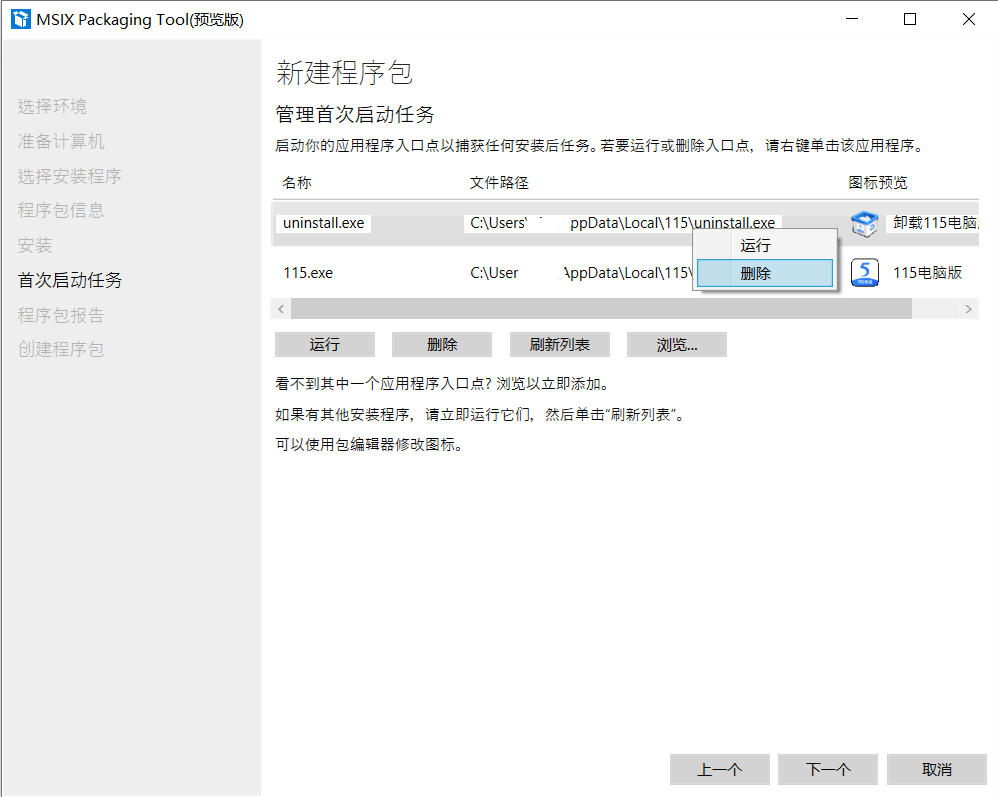 MSIX Packaging Tool(预览版)
新建程序包
管理首次启动任务
启动你的应用程序入口点以捕获任何安装后任务。若要运行或删除入口点，请右键单击该应用程序。
选择环境
准备计算机
选择安装程序
程序包信息
安装
首次启动任务
程序包报告
创建程序包
名称 文件路径 图标预览
uninstall.exe C:\Users' ppData\Local\115\uninstall.exe 卸载115电脑
115.exe C:\User \ppData\Local\115\ 115电脑版
运行
删除
运行 删除 刷新列表 浏览...
看不到其中一个应用程序入口点? 浏览以立即添加。
如果有其他安装程序，请立即运行它们，然后单击“刷新列表”。
可以使用包编辑器修改图标。
上一个 下一个 取消